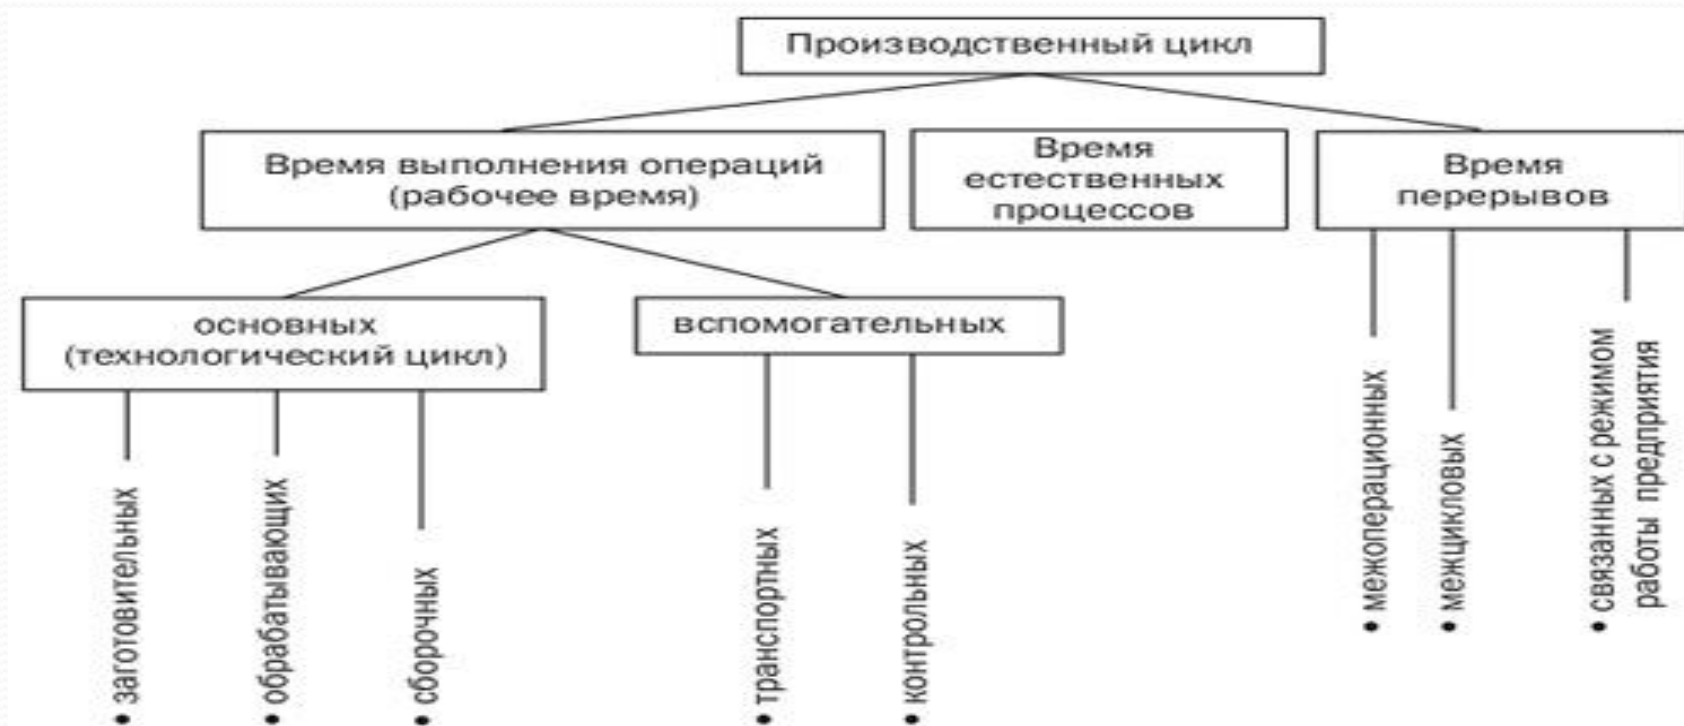 Производственный цикл
Время выполнения операций
(рабочее время)
Время
естественных
процессов
Время
перерывов
основных
(технологический цикл)
вспомогательных
• заготовительных
• обрабатывающих
• сборочных
• транспортных
• контрольных
• межоперационных
• межцикловых
• связанных с режимом
работы предприятия